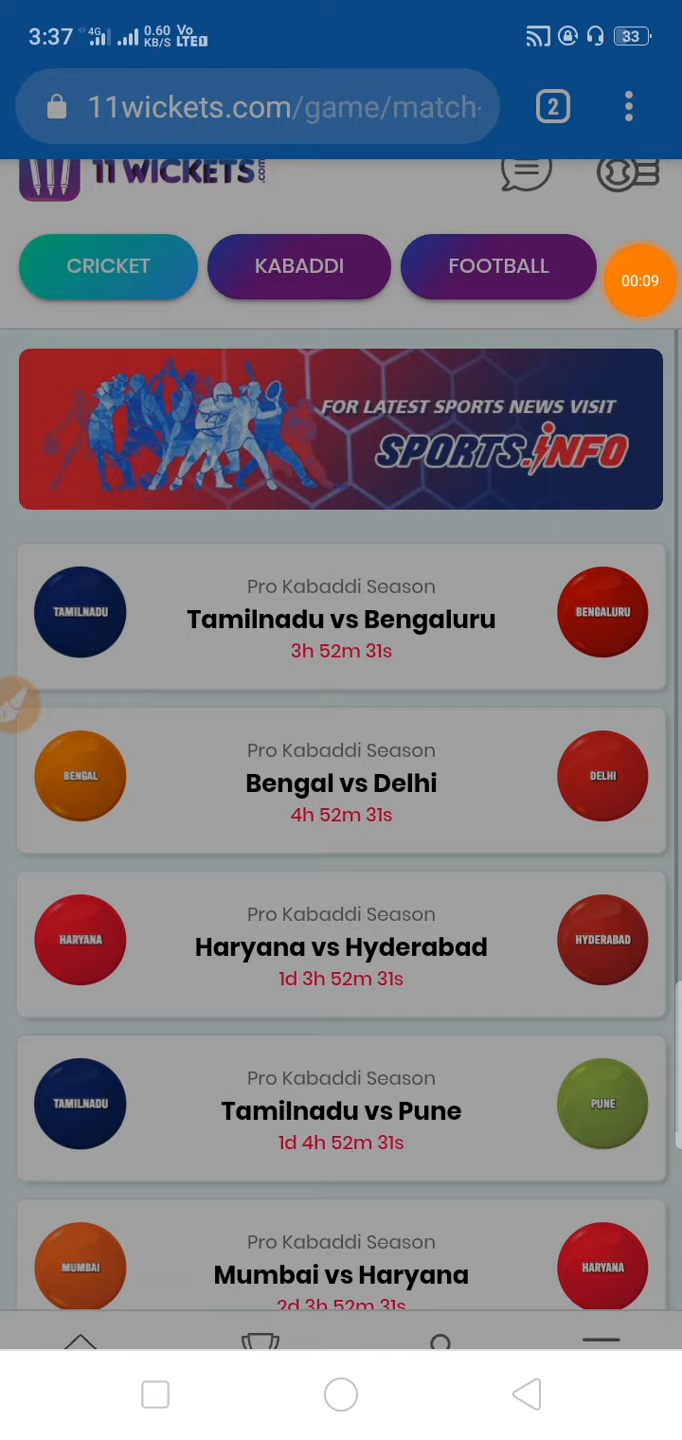 3:37 4G 0.60 KB/S Vo LTE 33
11wickets.com/game/match-
2
11 WICKETS.com
CRICKET KABADDI FOOTBALL 00:09
FOR LATEST SPORTS NEWS VISIT
SPORTS.iNFO
Pro Kabaddi Season
TAMILNADU Tamilnadu vs Bengaluru BENGALURU
3h 52m 31s
Pro Kabaddi Season
BENGAL Bengal vs Delhi DELHI
4h 52m 31s
Pro Kabaddi Season
HARYANA Haryana vs Hyderabad HYDERABAD
1d 3h 52m 31s
Pro Kabaddi Season
TAMILNADU Tamilnadu vs Pune PUNE
1d 4h 52m 31s
Pro Kabaddi Season
MUMBAI Mumbai vs Haryana HARYANA
2d 3h 52m 31s